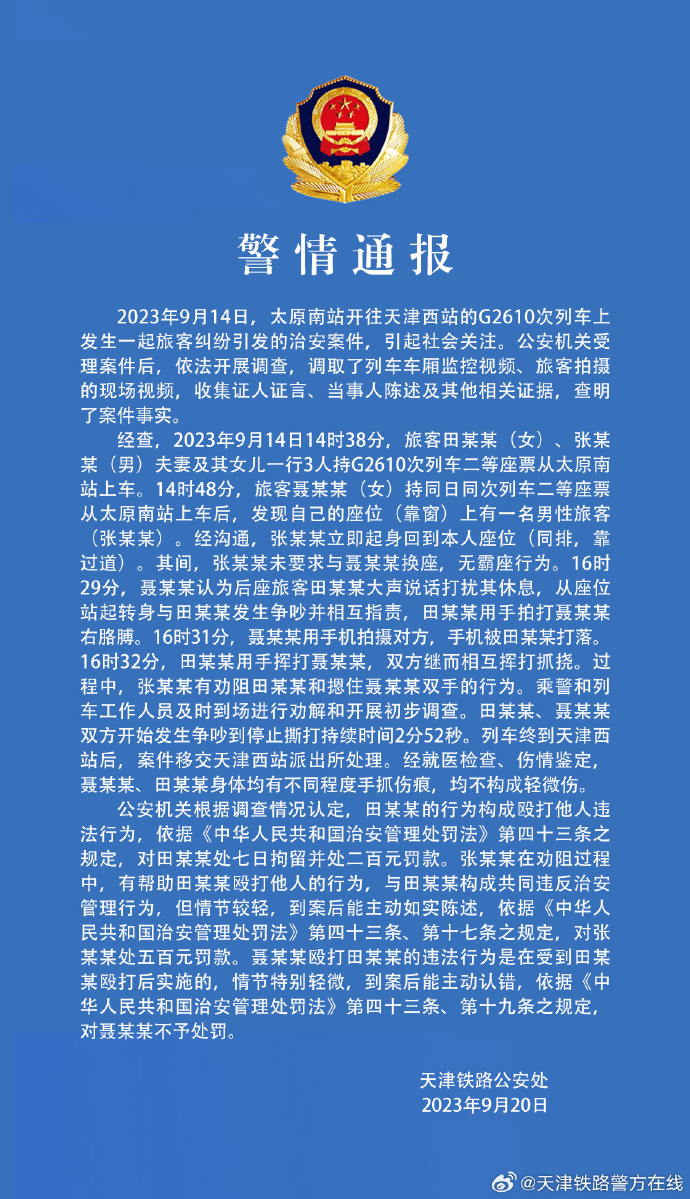 警情通报
2023年9月14日，太原南站开往天津西站的G2610次列车上
发生一起旅客纠纷引发的治安案件，引起社会关注。公安机关受
理案件后，依法开展调查，调取了列车车厢监控视频、旅客拍摄
的现场视频，收集证人证言、当事人陈述及其他相关证据，查明
了案件事实。
经查，2023年9月14日14时38分，旅客田某某（女）、张某
某（男）夫妻及其女儿一行3人持G2610次列车二等座票从太原南
站上车。14时48分，旅客聂某某（女）持同日同次列车二等座票
从太原南站上车后，发现自己的座位（靠窗）上有一名男性旅客
（张某某）。经沟通，张某某立即起身回到本人座位（同排，靠
过道）。其间，张某某未要求与聂某某换座，无霸座行为。16时
29分，聂某某认为后座旅客田某某大声说话打扰其休息，从座位
站起转身与田某某发生争吵并相互指责，田某某用手拍打聂某某
右胳膊。16时31分，聂某某用手机拍摄对方，手机被田某某打落。
16时32分，田某某用手挥打聂某某，双方继而相互挥打抓挠。过
程中，张某某有劝阻田某某和摁住聂某某双手的行为。乘警和列
车工作人员及时到场进行劝解和开展初步调查。田某某、聂某某
双方开始发生争吵到停止撕打持续时间2分52秒。列车终到天津西
站后，案件移交天津西站派出所处理。经就医检查、伤情鉴定，
聂某某、田某某身体均有不同程度手抓伤痕，均不构成轻微伤。
公安机关根据调查情况认定，田某某的行为构成殴打他人违
法行为，依据《中华人民共和国治安管理处罚法》第四十三条之
规定，对田某某处七日拘留并处二百元罚款。张某某在劝阻过程
中，有帮助田某某殴打他人的行为，与田某某构成共同违反治安
管理行为，但情节较轻，到案后能主动如实陈述，依据《中华人
民共和国治安管理处罚法》第四十三条、第十七条之规定，对张
某某处五百元罚款。聂某某殴打田某某的违法行为是在受到田某
某殴打后实施的，情节特别轻微，到案后能主动认错，依据《中
华人民共和国治安管理处罚法》第四十三条、第十九条之规定，
对聂某某不予处罚。
天津铁路公安处
2023年9月20日
@天津铁路警方在线